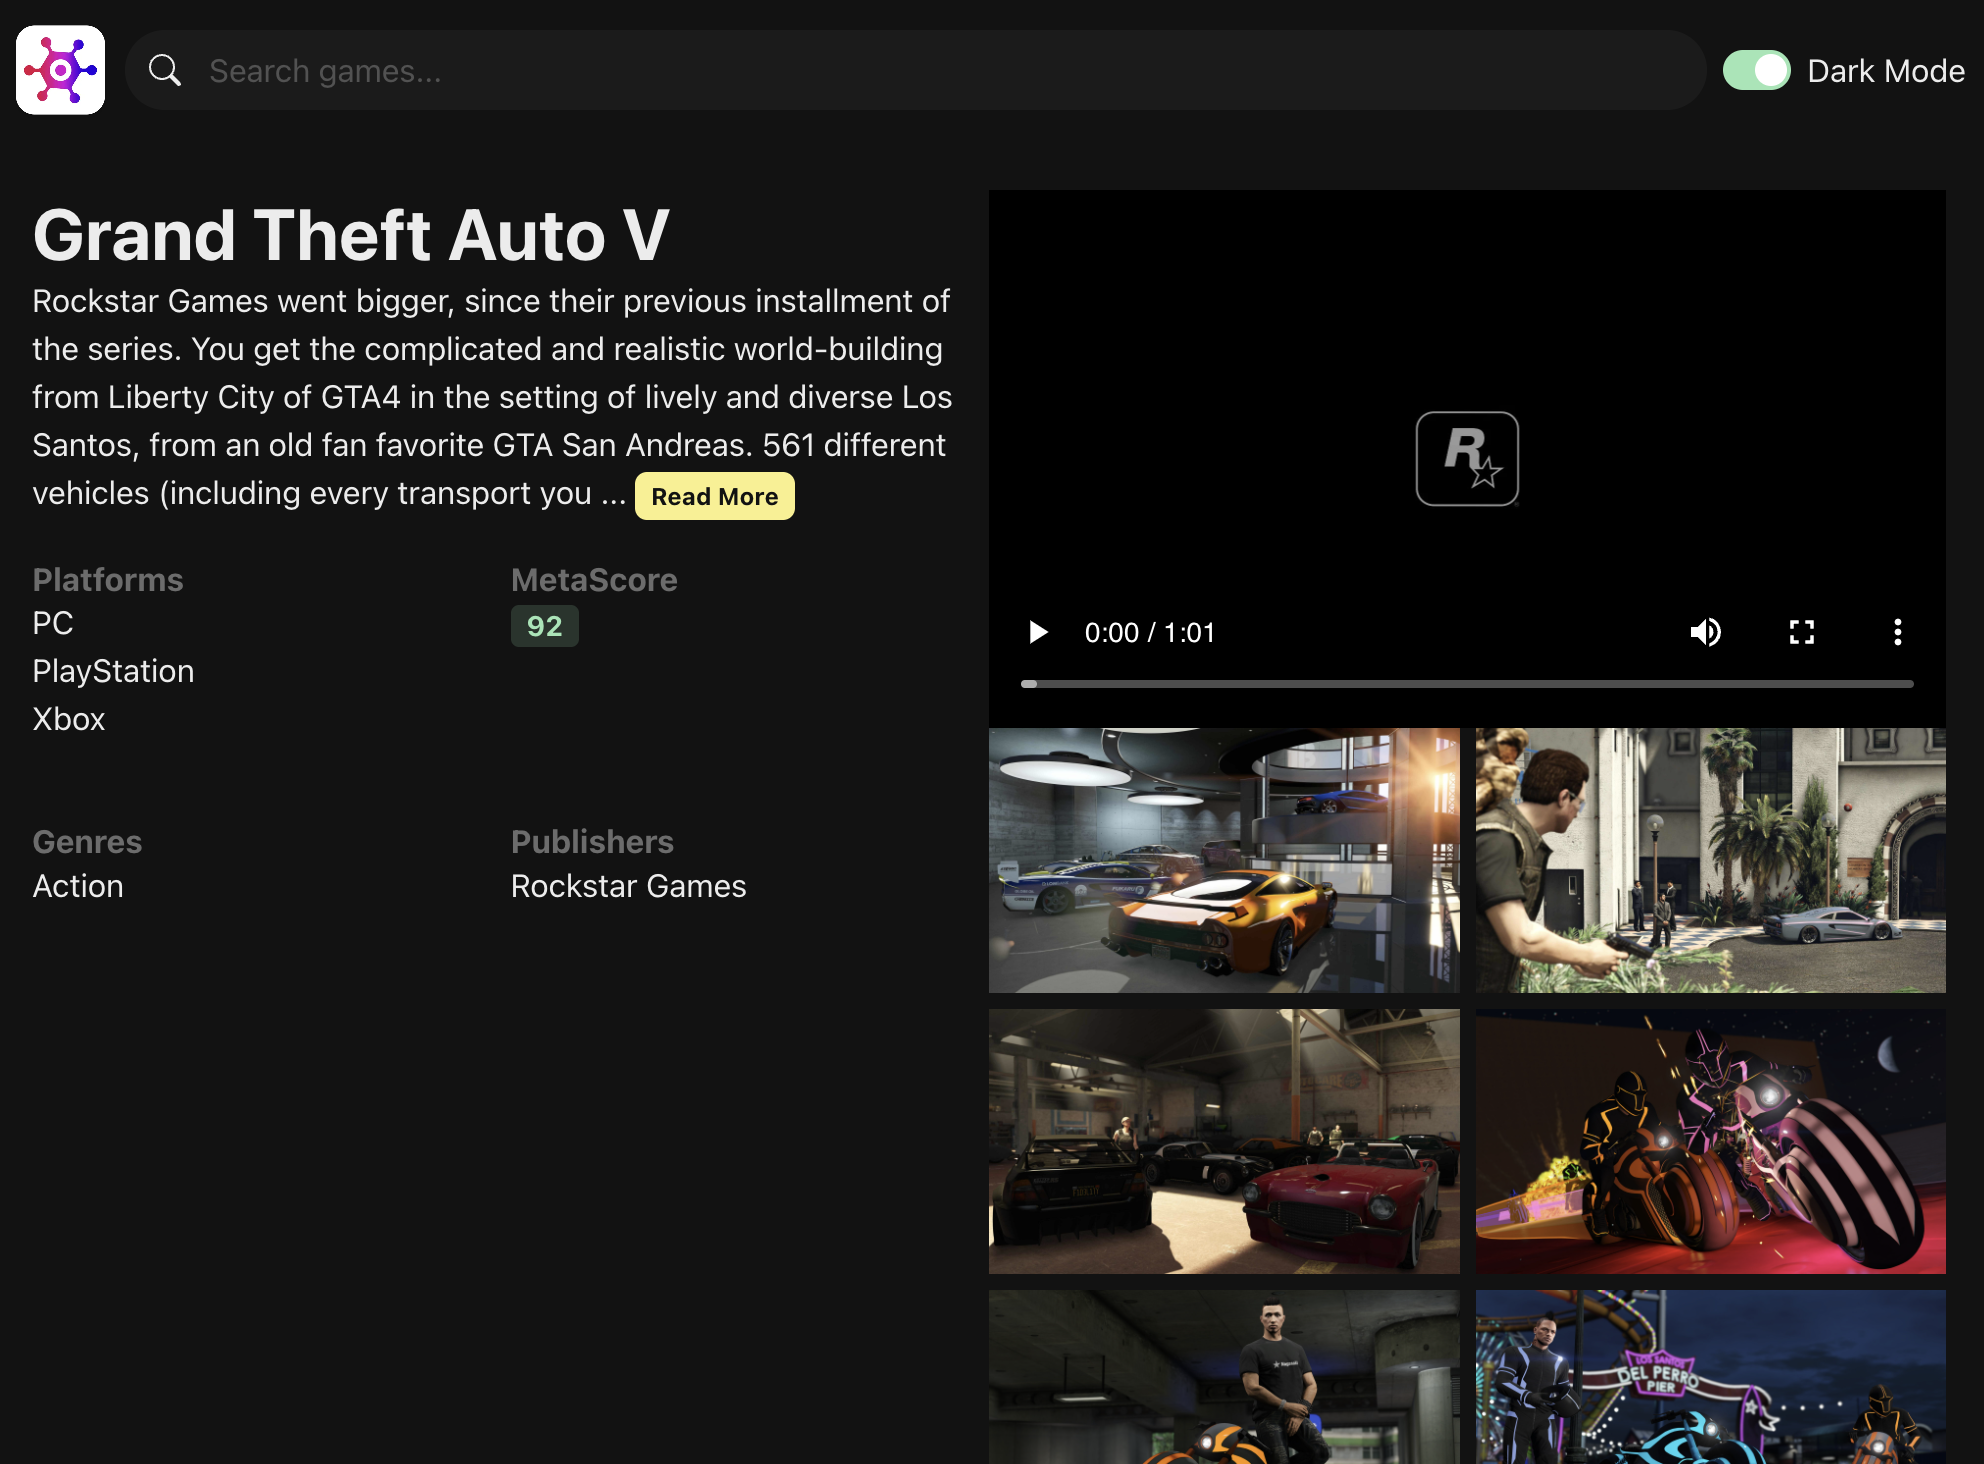 Search games...
Dark Mode
Grand Theft Auto V
Rockstar Games went bigger, since their previous installment of
the series. You get the complicated and realistic world-building
from Liberty City of GTA4 in the setting of lively and diverse Los
Santos, from an old fan favorite GTA San Andreas. 561 different
vehicles (including every transport you ... Read More
Platforms
PC
PlayStation
Xbox
MetaScore
92
Genres
Action
Publishers
Rockstar Games
R
0:00 / 1:01
LOS SANTOS
DEL PERRO
PIER